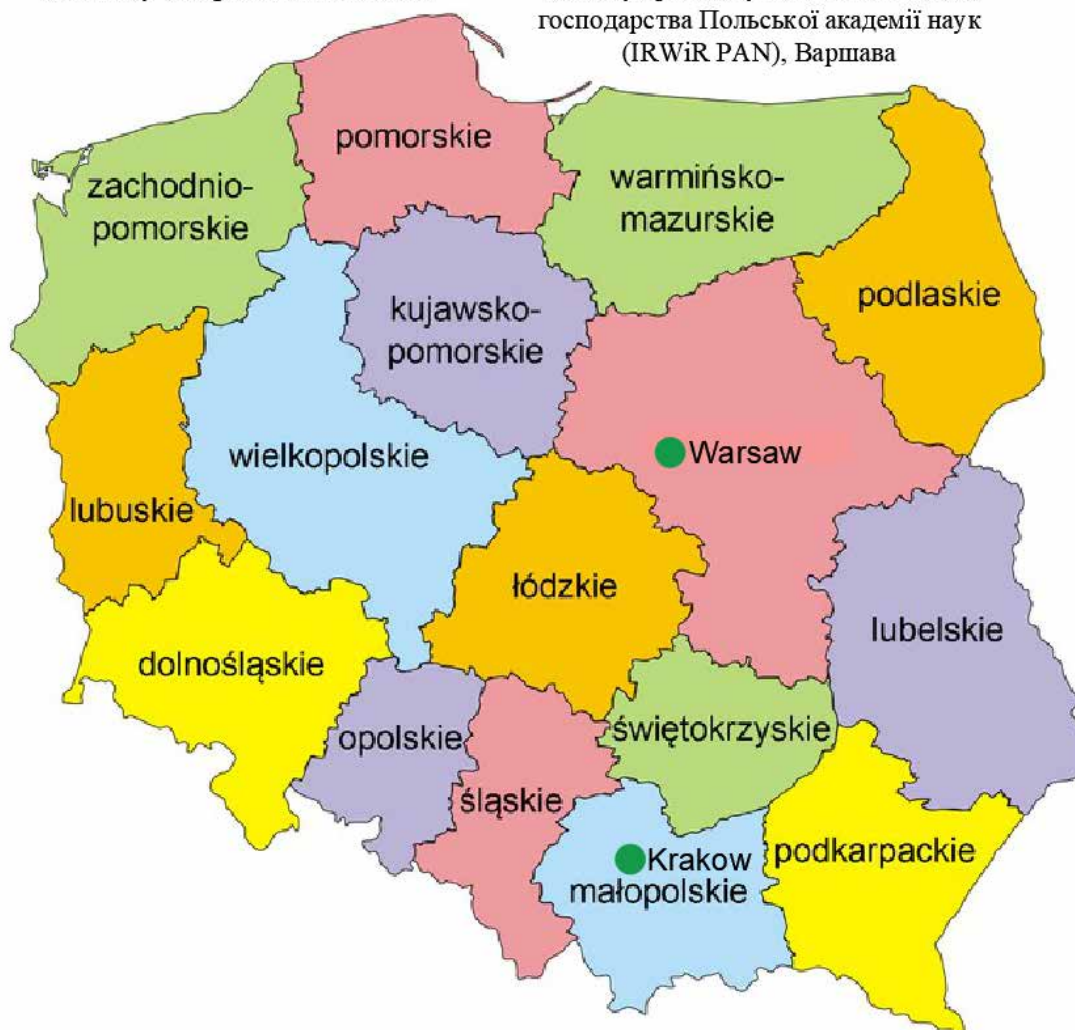 господарства Польської академії наук
(IRWiR PAN), Варшава
pomorskie
zachodnio-
pomorskie
warmińsko-
mazurskie
podlaskie
kujawsko-
pomorskie
wielkopolskie
Warsaw
lubuskie
łódzkie
lubelskie
dolnośląskie
opolskie
świętokrzyskie
śląskie
Krakow
małopolskie
podkarpackie